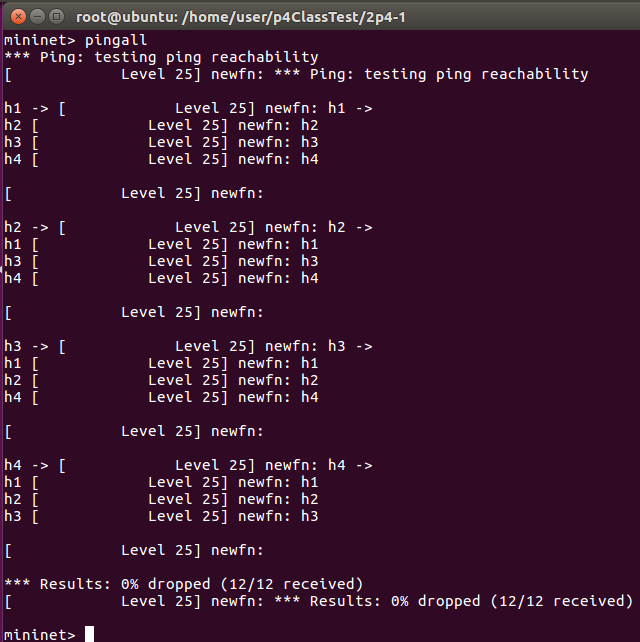 root@ubuntu: /home/user/p4ClassTest/2p4-1
mininet> pingall
*** Ping: testing ping reachability
[            Level 25] newfn: *** Ping: testing ping reachability

h1 -> [            Level 25] newfn: h1 ->
h2 [            Level 25] newfn: h2
h3 [            Level 25] newfn: h3
h4 [            Level 25] newfn: h4

[            Level 25] newfn:

h2 -> [            Level 25] newfn: h2 ->
h1 [            Level 25] newfn: h1
h3 [            Level 25] newfn: h3
h4 [            Level 25] newfn: h4

[            Level 25] newfn:

h3 -> [            Level 25] newfn: h3 ->
h1 [            Level 25] newfn: h1
h2 [            Level 25] newfn: h2
h4 [            Level 25] newfn: h4

[            Level 25] newfn:

h4 -> [            Level 25] newfn: h4 ->
h1 [            Level 25] newfn: h1
h2 [            Level 25] newfn: h2
h3 [            Level 25] newfn: h3

[            Level 25] newfn:

*** Results: 0% dropped (12/12 received)
[            Level 25] newfn: *** Results: 0% dropped (12/12 received)

mininet>